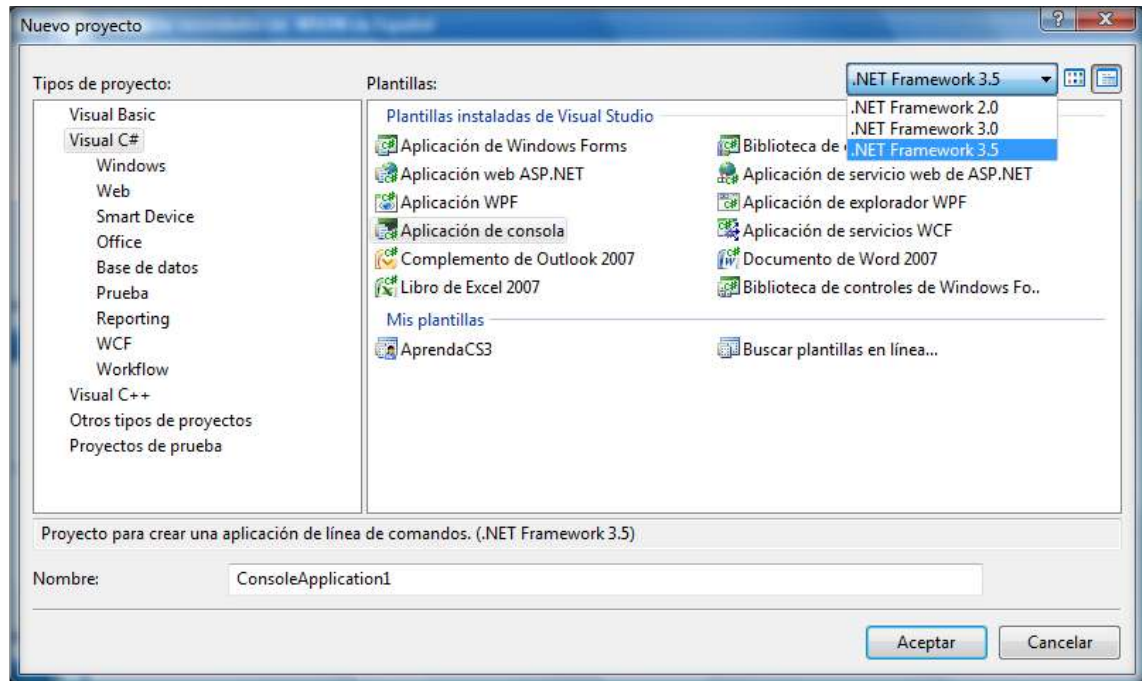 Nuevo proyecto
Tipos de proyecto:
Visual Basic
Visual C#
Windows
Web
Smart Device
Office
Base de datos
Prueba
Reporting
WCF
Workflow
Visual C++
Otros tipos de proyectos
Proyectos de prueba
Plantillas:
.NET Framework 3.5
.NET Framework 2.0
.NET Framework 3.0
.NET Framework 3.5
Plantillas instaladas de Visual Studio
Aplicación de Windows Forms
Aplicación web ASP.NET
Aplicación WPF
Aplicación de consola
Complemento de Outlook 2007
Libro de Excel 2007
Biblioteca de
Aplicación de servicio web de ASP.NET
Aplicación de explorador WPF
Aplicación de servicios WCF
Documento de Word 2007
Biblioteca de controles de Windows Fo..
Mis plantillas
AprendaCS3
Buscar plantillas en línea...
Proyecto para crear una aplicación de línea de comandos. (.NET Framework 3.5)
Nombre:
ConsoleApplication1
Aceptar
Cancelar